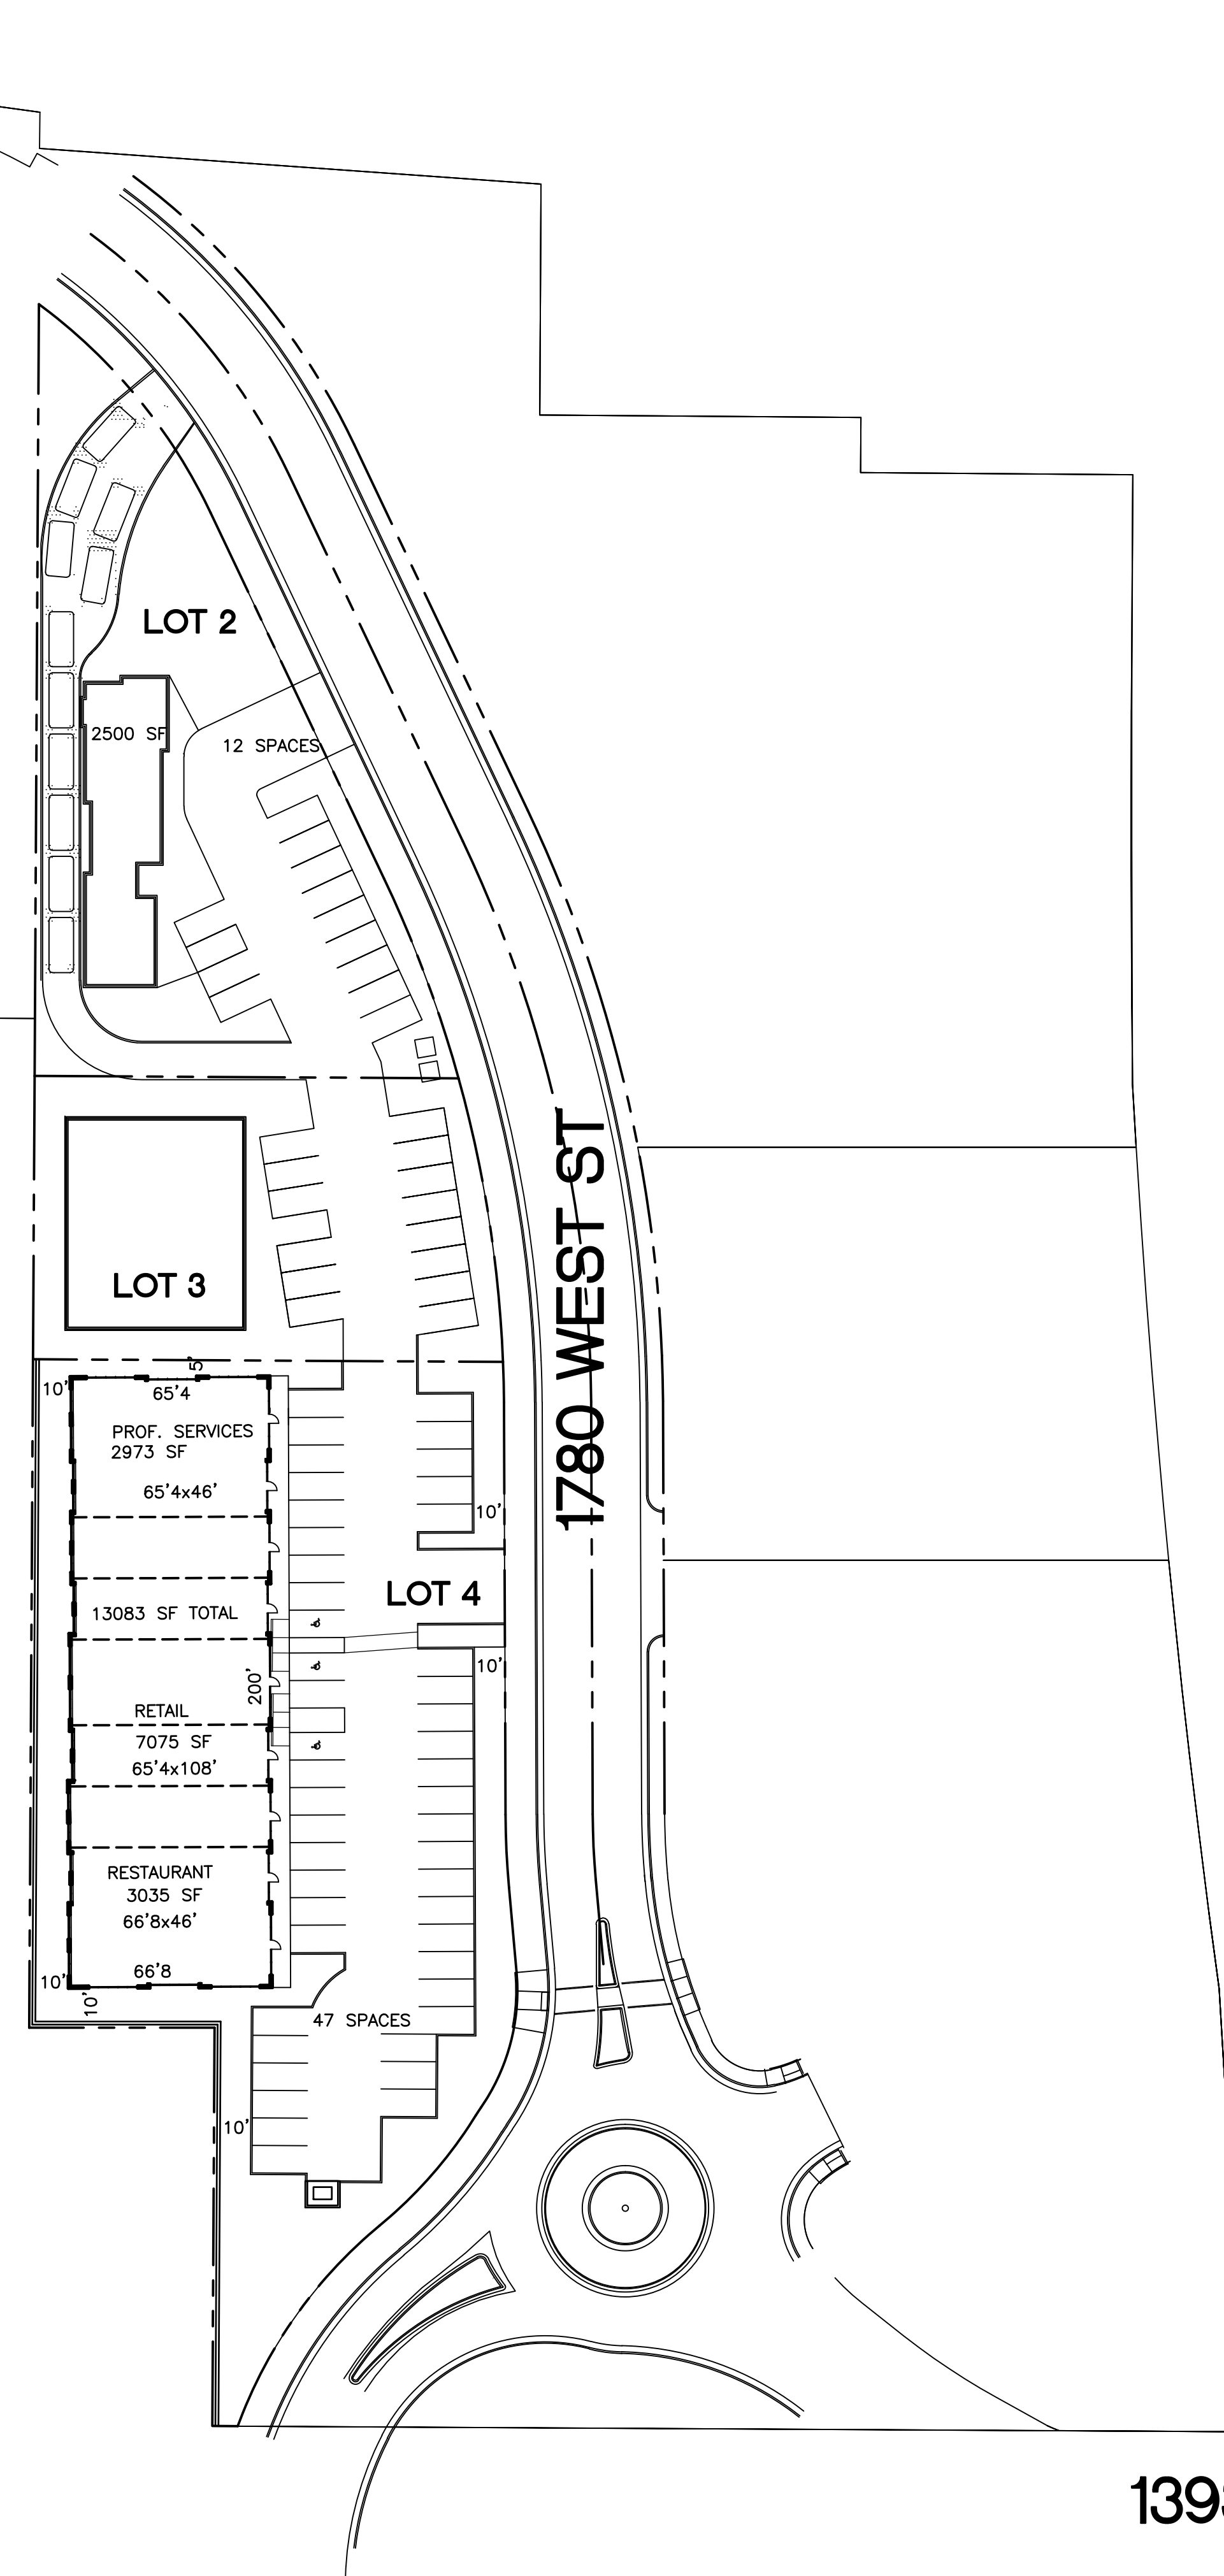 LOT 2
2500 SF
12 SPACES
1780 WEST ST
LOT 3
5'
10'
65'4
PROF. SERVICES
2973 SF
65'4x46'
10'
LOT 4
13083 SF TOTAL
10'
200'
RETAIL
7075 SF
65'4x108'
RESTAURANT
3035 SF
66'8x46'
66'8
10'
10'
47 SPACES
10'